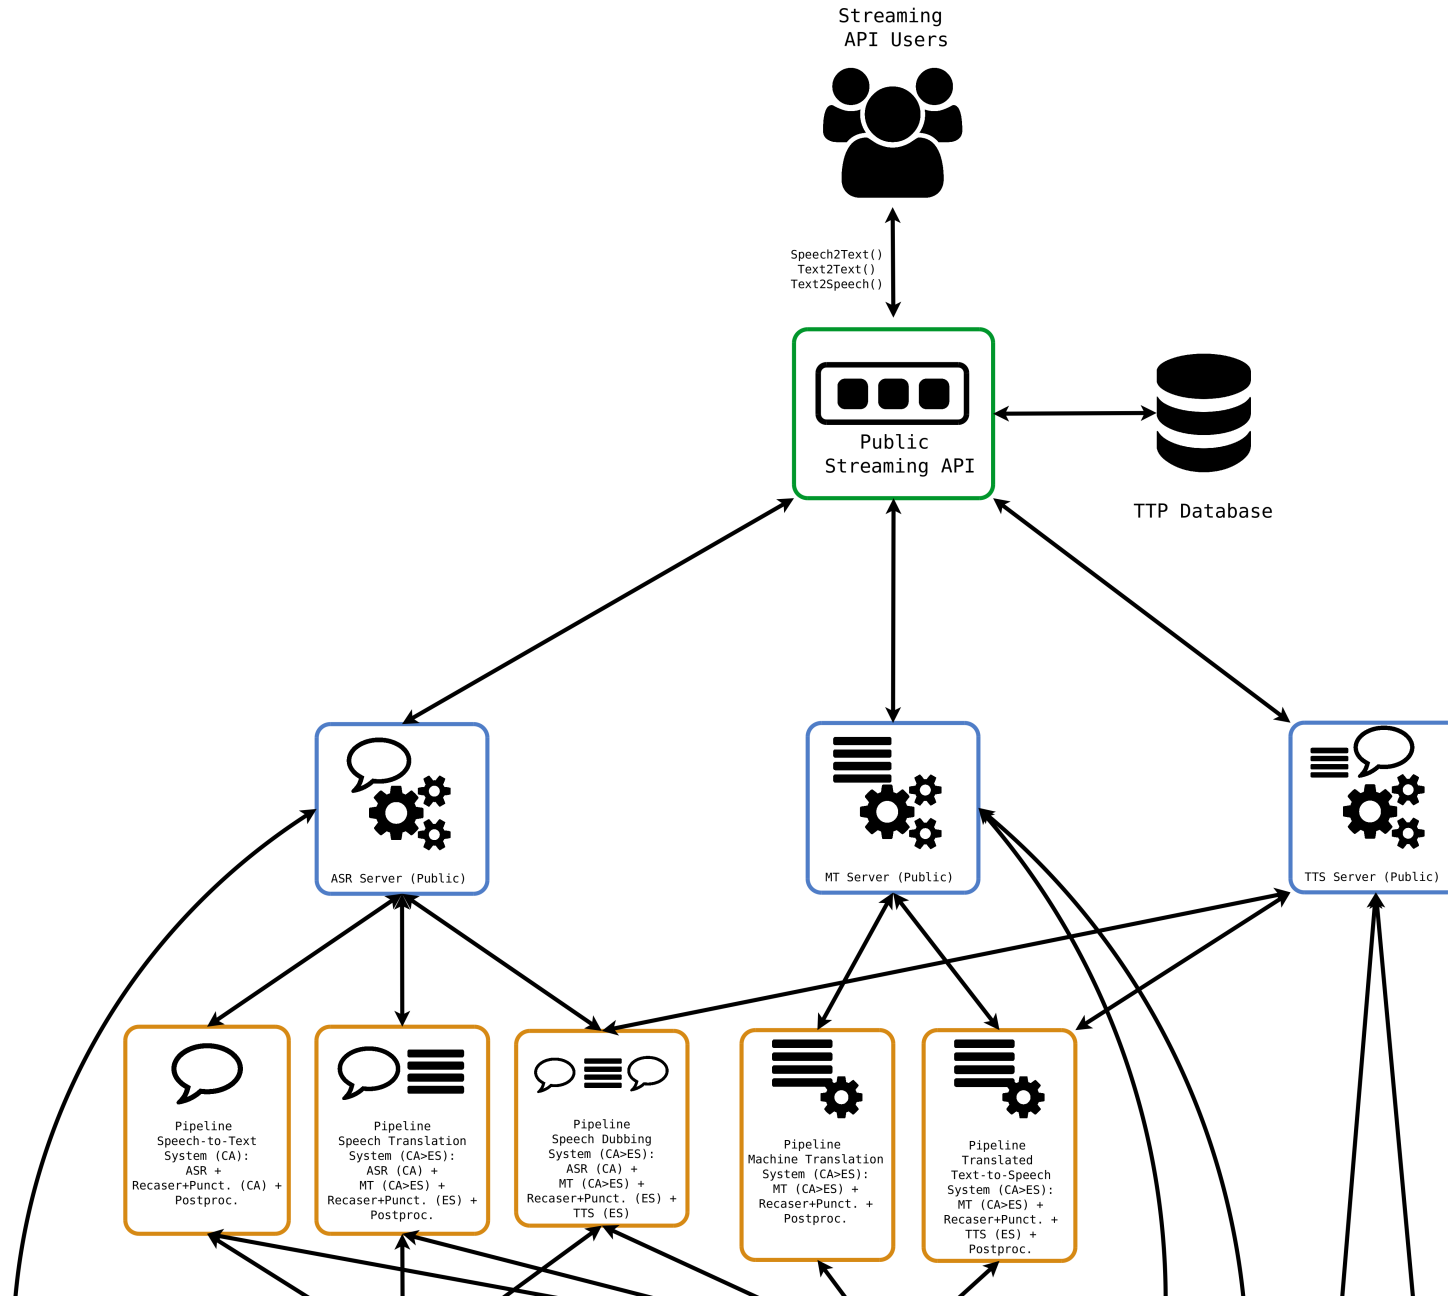 Streaming
API Users
Speech2Text()
Text2Text()
Text2Speech()
Public
Streaming API
TTP Database
ASR Server (Public)
MT Server (Public)
TTS Server (Public)
Pipeline
Speech-to-Text
System (CA):
ASR +
Recaser+Punct. (CA) +
Postproc.
Pipeline
Speech Translation
System (CA>ES):
ASR (CA) +
MT (CA>ES) +
Recaser+Punct. (ES) +
Postproc.
Pipeline
Speech Dubbing
System (CA>ES):
ASR (CA) +
MT (CA>ES) +
Recaser+Punct. (ES) +
TTS (ES)
Pipeline
Machine Translation
System (CA>ES):
MT (CA>ES) +
Recaser+Punct. +
Postproc.
Pipeline
Translated
Text-to-Speech
System (CA>ES):
MT (CA>ES) +
Recaser+Punct. +
TTS (ES) +
Postproc.